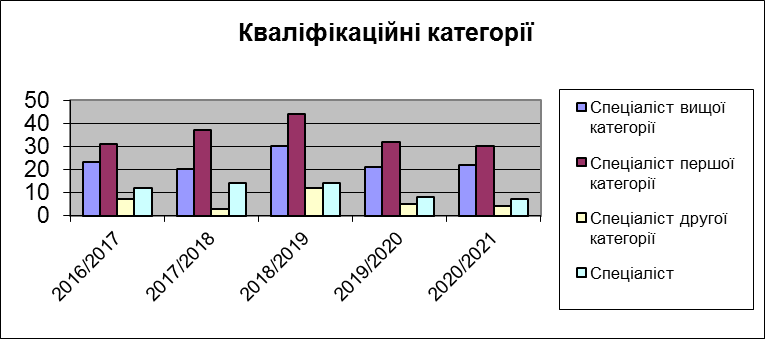 Кваліфікаційні категорії
50
40
30
20
10
0
2016/2017
2017/2018
2018/2019
2019/2020
2020/2021
Спеціаліст вищої
категорії
Спеціаліст першої
категорії
Спеціаліст другої
категорії
Спеціаліст